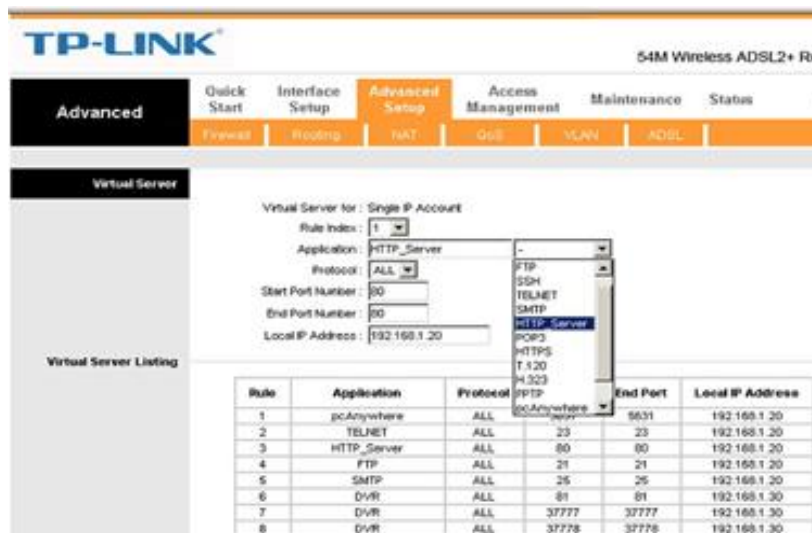 TP-LINK
54M Wireless ADSL2+ R
Advanced
Quick Start
Interface Setup
Advanced Setup
Access Management
Maintenance
Status
Firewall
Routing
NAT
QoS
VLAN
ADSL
Virtual Server
Virtual Server for : Single IP Account
Rule Index : 1
Application : HTTP_Server -
Protocol : ALL
Start Port Number : 80
End Port Number : 80
Local IP Address : 192.168.1.20
FTP
SSH
TELNET
SMTP
HTTP_Server
POP3
HTTPS
T.120
H.323
PPTP
pcAnywhere
Virtual Server Listing
Rule Application Protocol End Port Local IP Address
1 pcAnywhere ALL 5631 192.168.1.20
2 TELNET ALL 23 23 192.168.1.20
3 HTTP_Server ALL 80 80 192.168.1.20
4 FTP ALL 21 21 192.168.1.20
5 SMTP ALL 25 25 192.168.1.20
6 DVR ALL 81 81 192.168.1.30
7 DVR ALL 37777 37777 192.168.1.30
8 DVR ALL 37778 37778 192.168.1.30